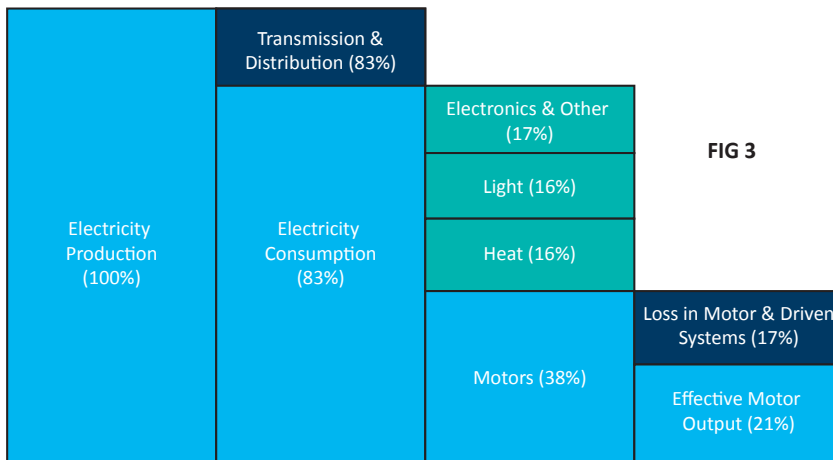 Electricity
Production
(100%)
Transmission &
Distribution (83%)
Electricity
Consumption
(83%)
Electronics & Other
(17%)
Light (16%)
Heat (16%)
Motors (38%)
FIG 3
Loss in Motor & Driven
Systems (17%)
Effective Motor
Output (21%)